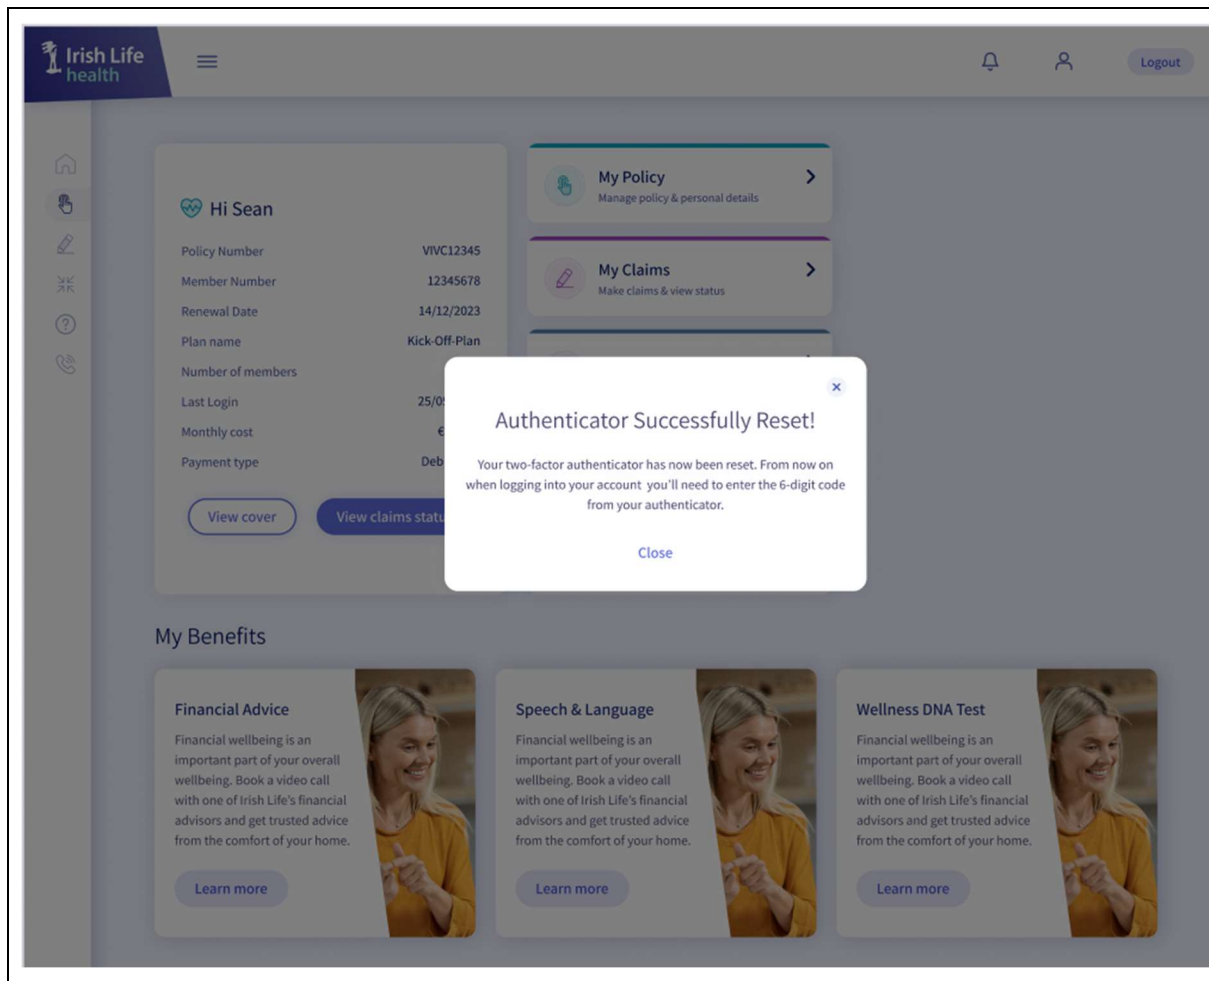 Irish Life
health
Logout
Hi Sean
Policy Number VIVC12345
Member Number 12345678
Renewal Date 14/12/2023
Plan name Kick-Off-Plan
Number of members
Last Login 25/0
Monthly cost €
Payment type Deb
View cover
View claims statu
My Policy
Manage policy & personal details
My Claims
Make claims & view status
Authenticator Successfully Reset!
Your two-factor authenticator has now been reset. From now on
when logging into your account you'll need to enter the 6-digit code
from your authenticator.
Close
My Benefits
Financial Advice
Financial wellbeing is an
important part of your overall
wellbeing. Book a video call
with one of Irish Life's financial
advisors and get trusted advice
from the comfort of your home.
Learn more
Speech & Language
Financial wellbeing is an
important part of your overall
wellbeing. Book a video call
with one of Irish Life's financial
advisors and get trusted advice
from the comfort of your home.
Learn more
Wellness DNA Test
Financial wellbeing is an
important part of your overall
wellbeing. Book a video call
with one of Irish Life's financial
advisors and get trusted advice
from the comfort of your home.
Learn more